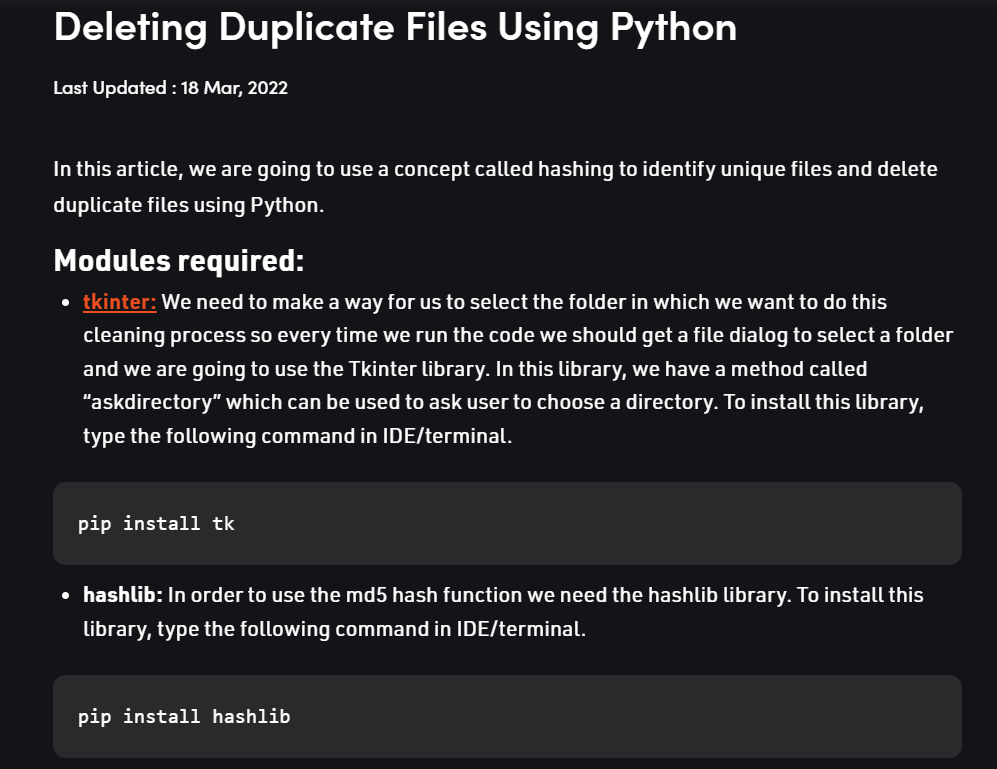 Deleting Duplicate Files Using Python
Last Updated : 18 Mar, 2022
In this article, we are going to use a concept called hashing to identify unique files and delete
duplicate files using Python.
Modules required:
• tkinter: We need to make a way for us to select the folder in which we want to do this
cleaning process so every time we run the code we should get a file dialog to select a folder
and we are going to use the Tkinter library. In this library, we have a method called
“askdirectory” which can be used to ask user to choose a directory. To install this library,
type the following command in IDE/terminal.
pip install tk
• hashlib: In order to use the md5 hash function we need the hashlib library. To install this
library, type the following command in IDE/terminal.
pip install hashlib